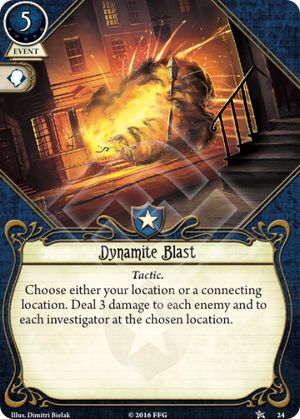 5
EVENT
Dynamite Blast
Tactic.
Choose either your location or a connecting
location. Deal 3 damage to each enemy and to
each investigator at the chosen location.
Illus. Dimitri Bielak © 2016 FFG 24